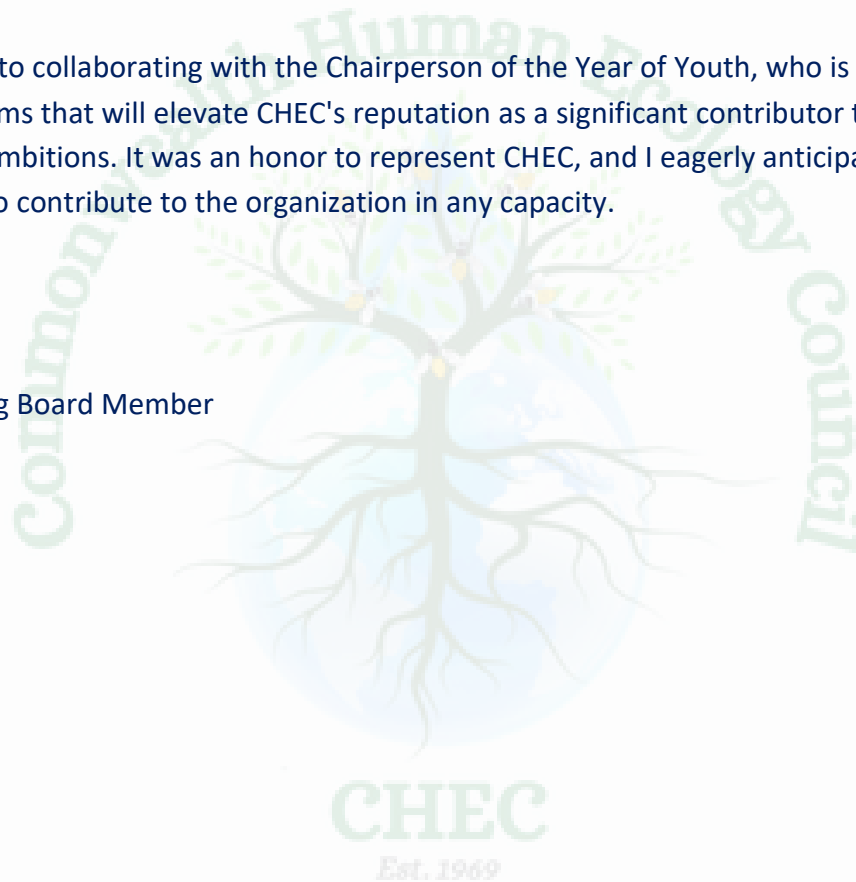 to collaborating with the Chairperson of the Year of Youth, who is
ms that will elevate CHEC's reputation as a significant contributor t
mbitions. It was an honor to represent CHEC, and I eagerly anticipa
o contribute to the organization in any capacity.
g Board Member
Commonwealth Human Ecology Council
CHEC
Est. 1969